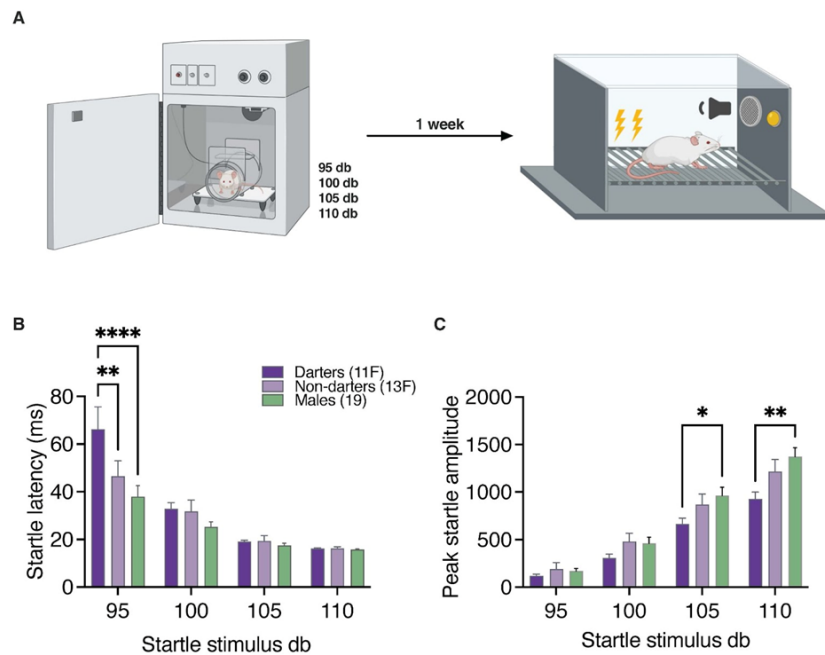 A
1 week
95 db
100 db
105 db
110 db
B
****
**
Darters (11F)
Non-darters (13F)
Males (19)
Startle latency (ms)
80
60
40
20
0
95 100 105 110
Startle stimulus db
C
*
**
Peak startle amplitude
2000
1500
1000
500
0
95 100 105 110
Startle stimulus db